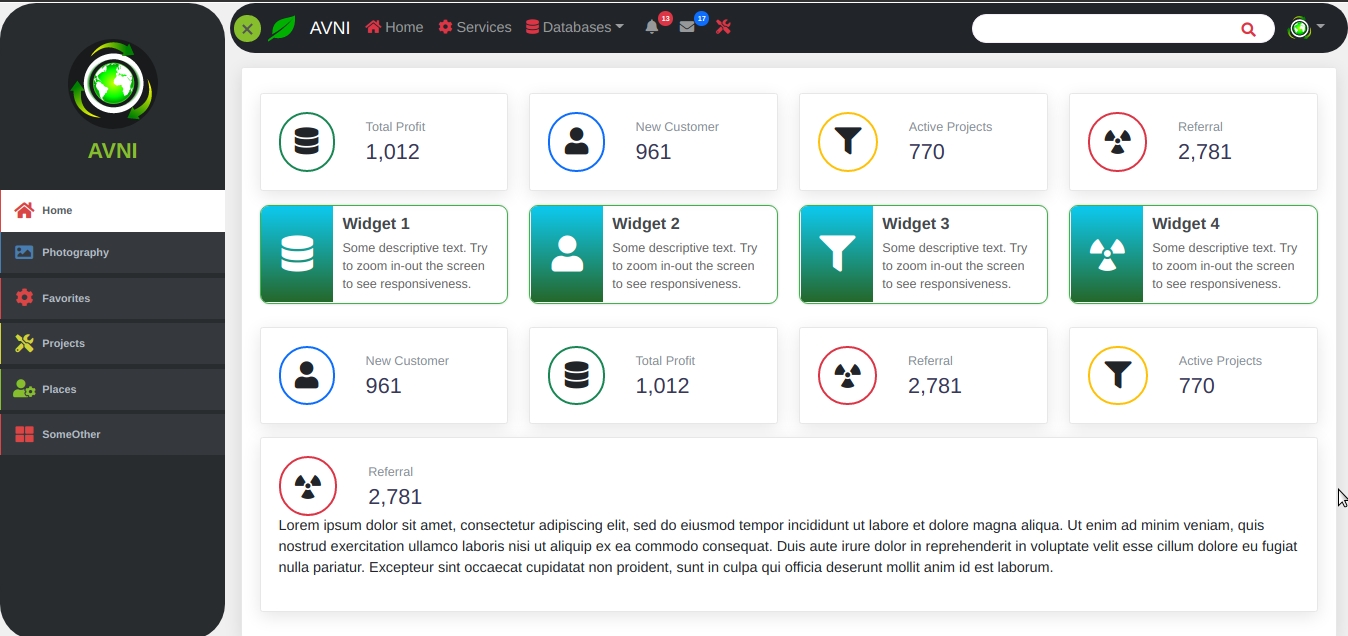 AVNI
Home
Services
Databases
13
17
AVNI
Home
Photography
Favorites
Projects
Places
SomeOther
Total Profit
1,012
New Customer
961
Active Projects
770
Referral
2,781
Widget 1
Some descriptive text. Try
to zoom in-out the screen
to see responsiveness.
Widget 2
Some descriptive text. Try
to zoom in-out the screen
to see responsiveness.
Widget 3
Some descriptive text. Try
to zoom in-out the screen
to see responsiveness.
Widget 4
Some descriptive text. Try
to zoom in-out the screen
to see responsiveness.
New Customer
961
Total Profit
1,012
Referral
2,781
Active Projects
770
Referral
2,781
Lorem ipsum dolor sit amet, consectetur adipiscing elit, sed do eiusmod tempor incididunt ut labore et dolore magna aliqua. Ut enim ad minim veniam, quis
nostrud exercitation ullamco laboris nisi ut aliquip ex ea commodo consequat. Duis aute irure dolor in reprehenderit in voluptate velit esse cillum dolore eu fugiat
nulla pariatur. Excepteur sint occaecat cupidatat non proident, sunt in culpa qui officia deserunt mollit anim id est laborum.